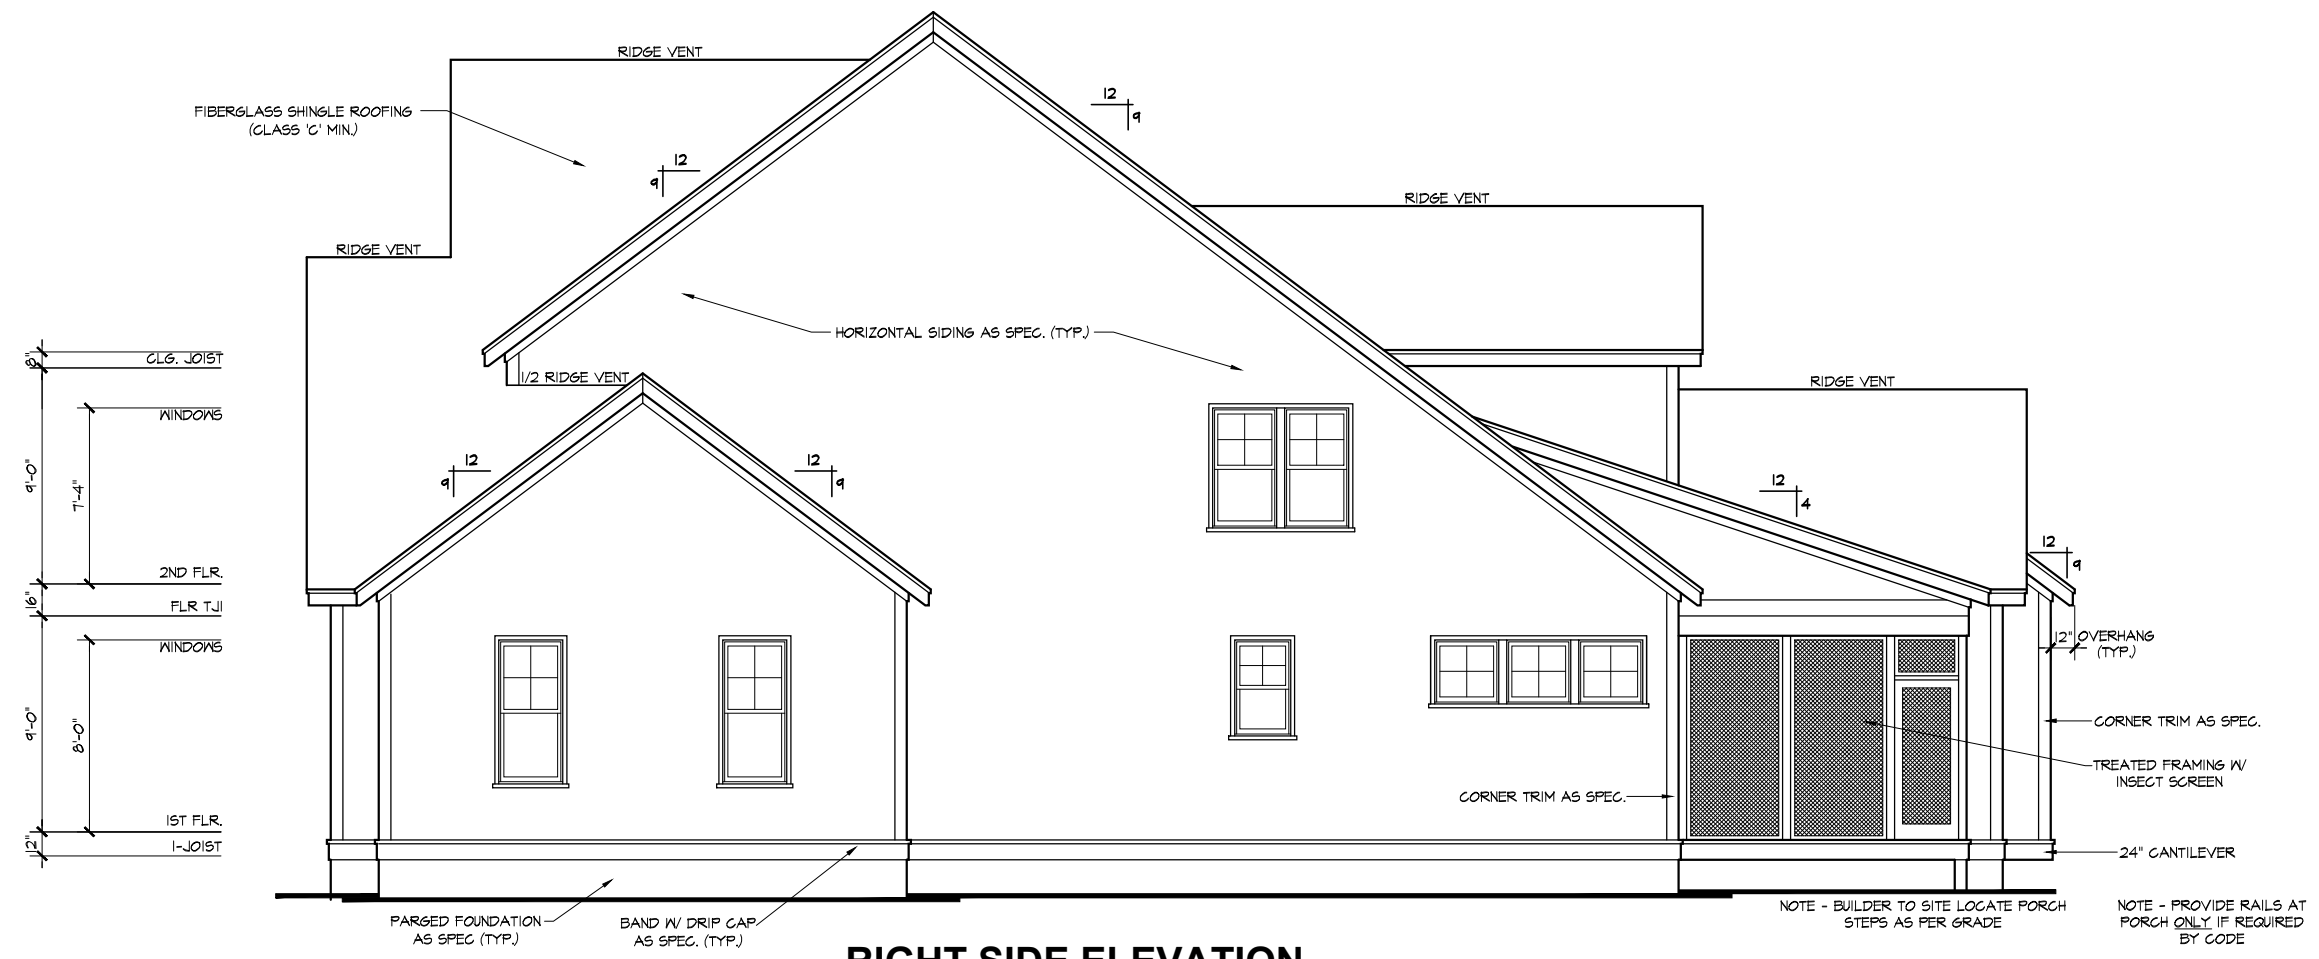 RIDGE VENT
12
9
FIBERGLASS SHINGLE ROOFING
(CLASS 'C' MIN.)
12
9
RIDGE VENT
RIDGE VENT
HORIZONTAL SIDING AS SPEC. (TYP.)
8"
CLG. JOIST
1/2 RIDGE VENT
RIDGE VENT
WINDOWS
9'-0"
7'-4"
12
9
12
9
12
4
12
9
2ND FLR.
16"
FLR TJI
WINDOWS
12" OVERHANG
(TYP.)
9'-0"
8'-0"
CORNER TRIM AS SPEC.
TREATED FRAMING W/
INSECT SCREEN
CORNER TRIM AS SPEC.
1ST FLR.
12"
I-JOIST
24" CANTILEVER
PARGED FOUNDATION
AS SPEC (TYP.)
BAND W/ DRIP CAP
AS SPEC. (TYP.)
NOTE - BUILDER TO SITE LOCATE PORCH
STEPS AS PER GRADE
NOTE - PROVIDE RAILS AT
PORCH ONLY IF REQUIRED
BY CODE
RIGHT SIDE ELEVATION